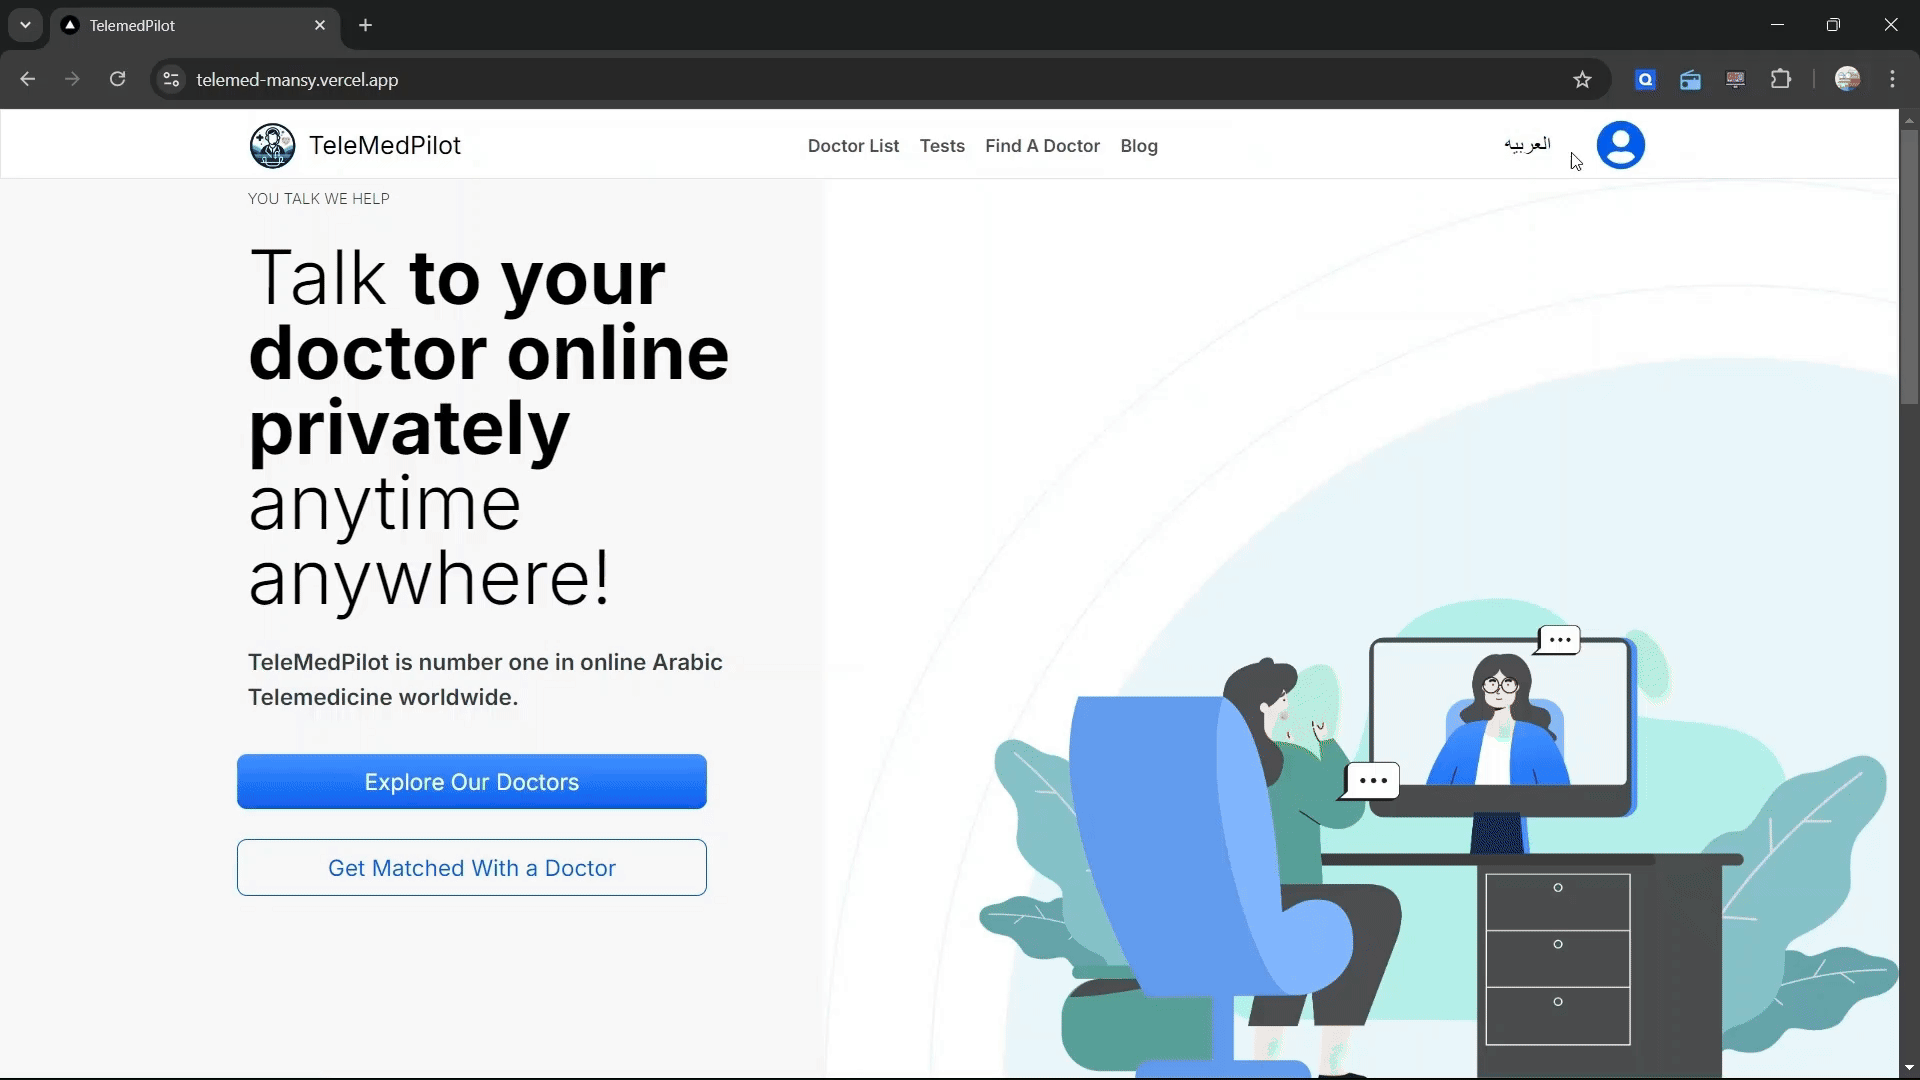 TelemedPilot
telemed-mansy.vercel.app
TeleMedPilot
Doctor List
Tests
Find A Doctor
Blog
العربيه
YOU TALK WE HELP
Talk to your
doctor online
privately
anytime
anywhere!
TeleMedPilot is number one in online Arabic
Telemedicine worldwide.
Explore Our Doctors
Get Matched With a Doctor